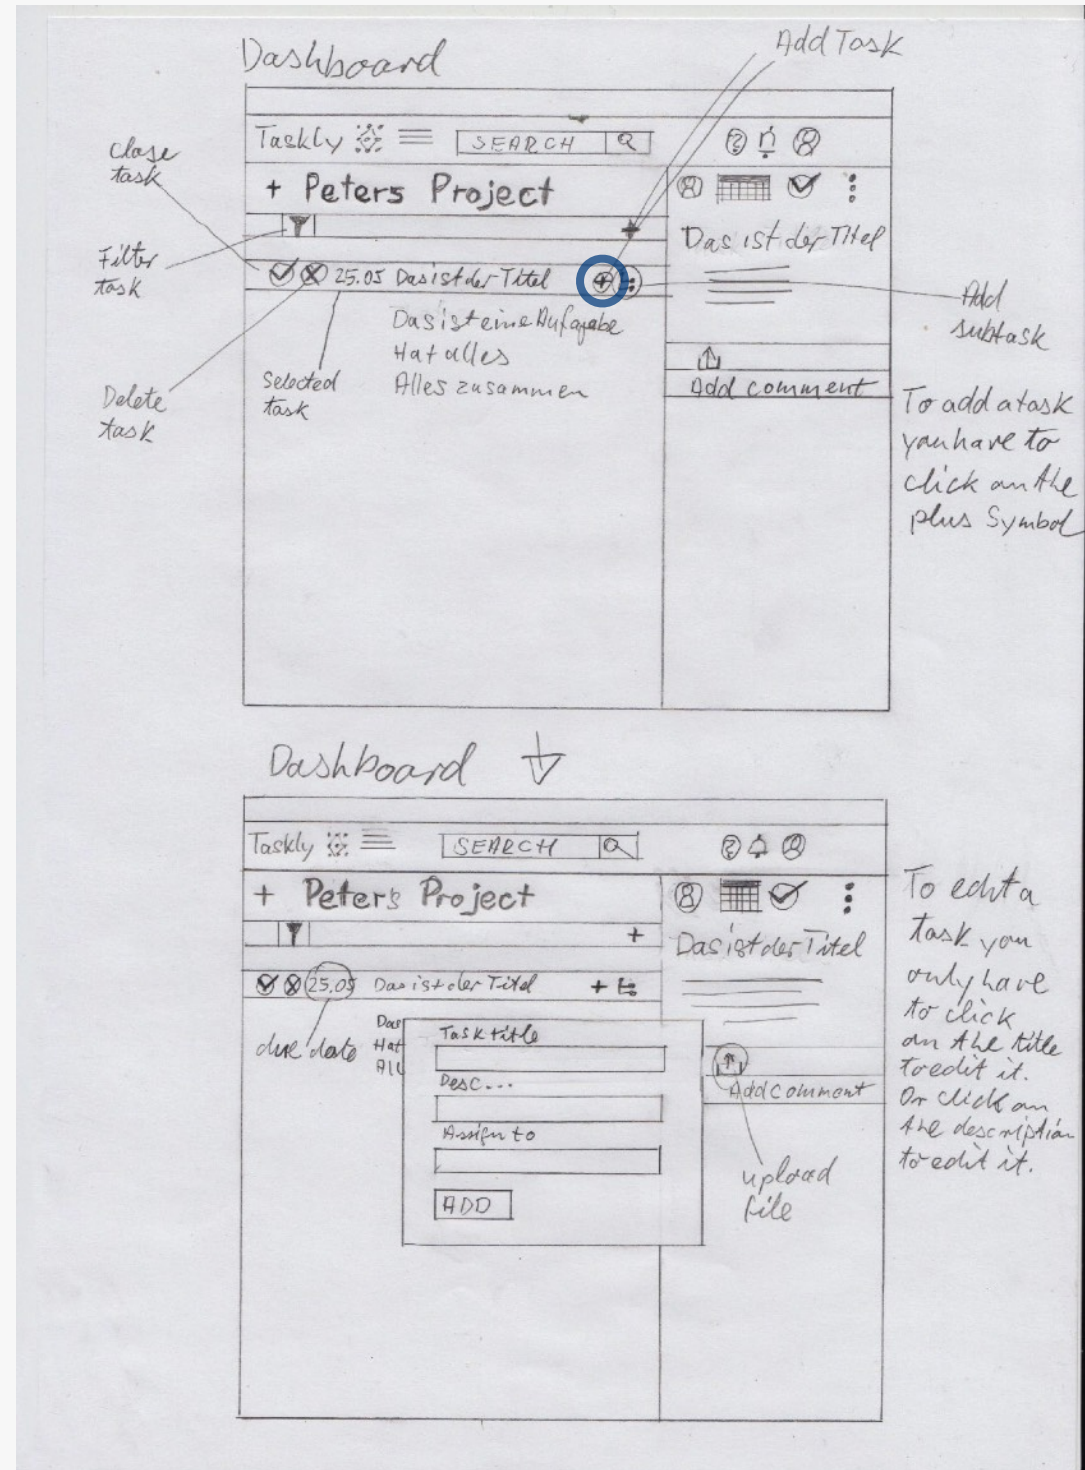 Dashboard
Add Task
Taskly
SEARCH
Close
task
+ Peters Project
Das ist der Titel
Filter
task
25.05 Das ist der Titel
Add
subtask
Das ist eine Aufgabe
Hat alles
Alles zusammen
Selected
task
Delete
task
Add comment
To add a task
you have to
click on the
plus Symbol
Dashboard
Taskly
SEARCH
+ Peters Project
+
Das ist der Titel
25.05 Das ist der Titel
+
due date
Das
Hat
All
Task title
Desc...
Assign to
ADD
Add comment
upload
file
To edit a
task you
only have
to click
on the title
to edit it.
Or click on
the description
to edit it.